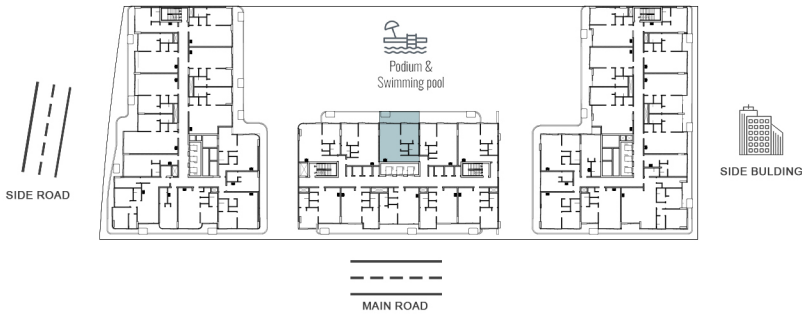 Podium &
Swimming pool
SIDE ROAD
SIDE BULDING
MAIN ROAD